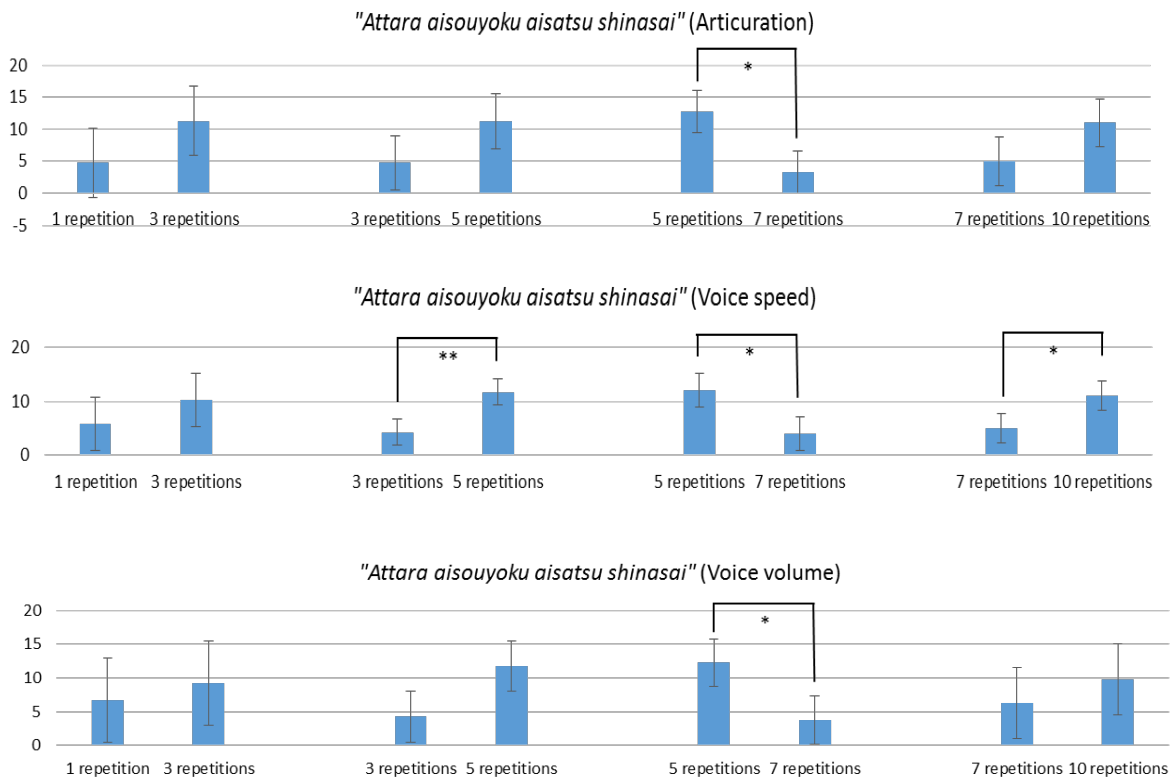 "Attara aisouyoku aisatsu shinasai" (Articuration)
20
15
10
5
0
-5
*
1 repetition 3 repetitions 3 repetitions 5 repetitions 5 repetitions 7 repetitions 7 repetitions 10 repetitions
"Attara aisouyoku aisatsu shinasai" (Voice speed)
20
10
0
** * *
1 repetition 3 repetitions 3 repetitions 5 repetitions 5 repetitions 7 repetitions 7 repetitions 10 repetitions
"Attara aisouyoku aisatsu shinasai" (Voice volume)
20
15
10
5
0
*
1 repetition 3 repetitions 3 repetitions 5 repetitions 5 repetitions 7 repetitions 7 repetitions 10 repetitions